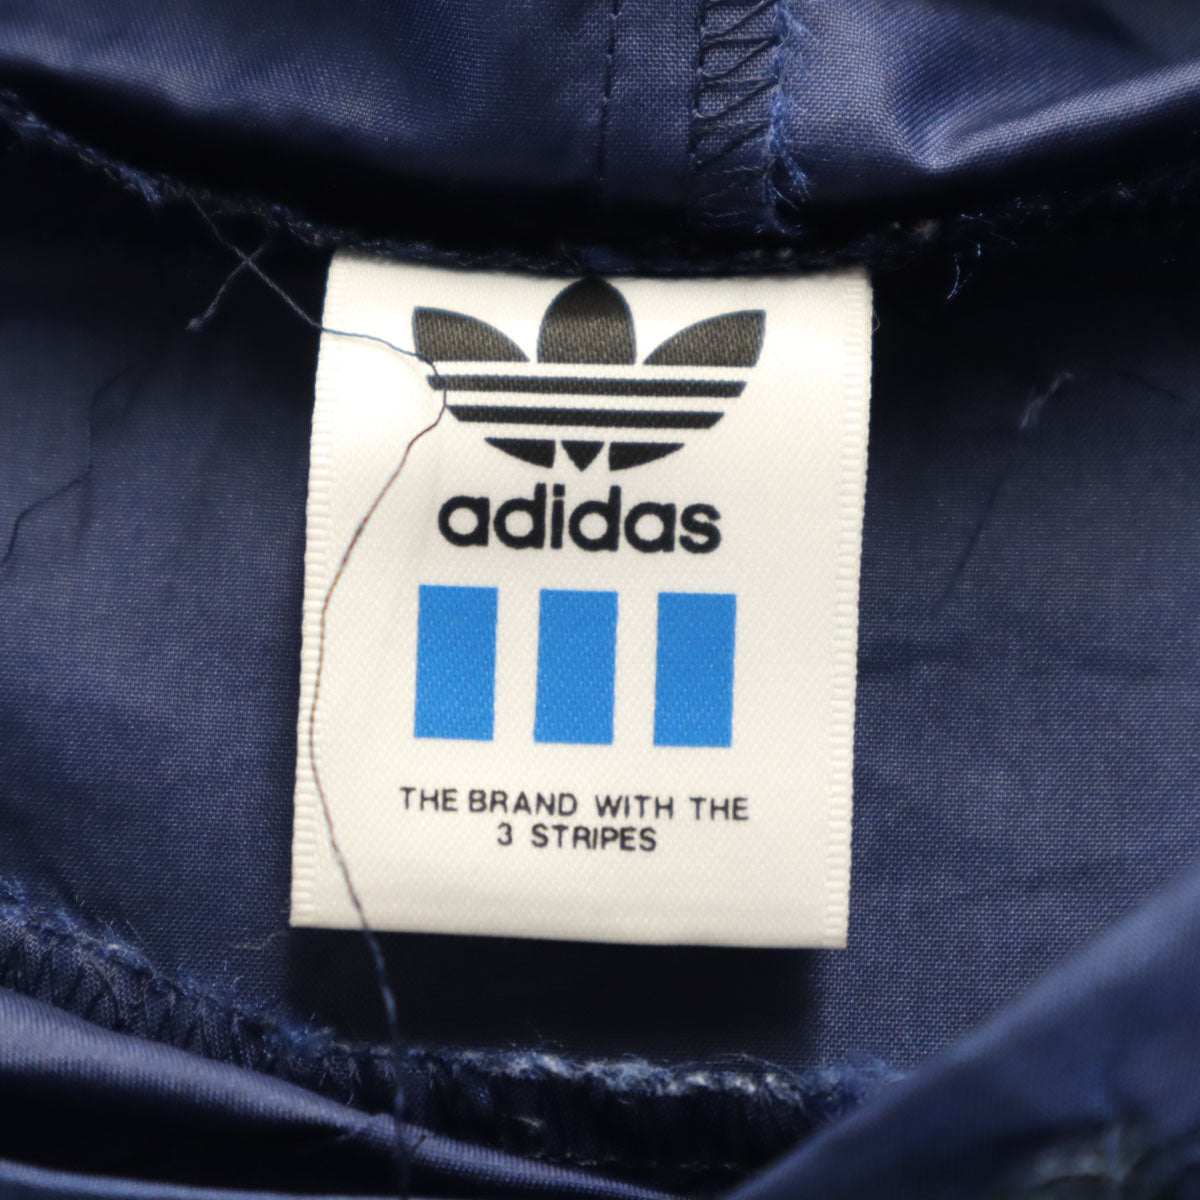 adidas
THE BRAND WITH THE
3 STRIPES